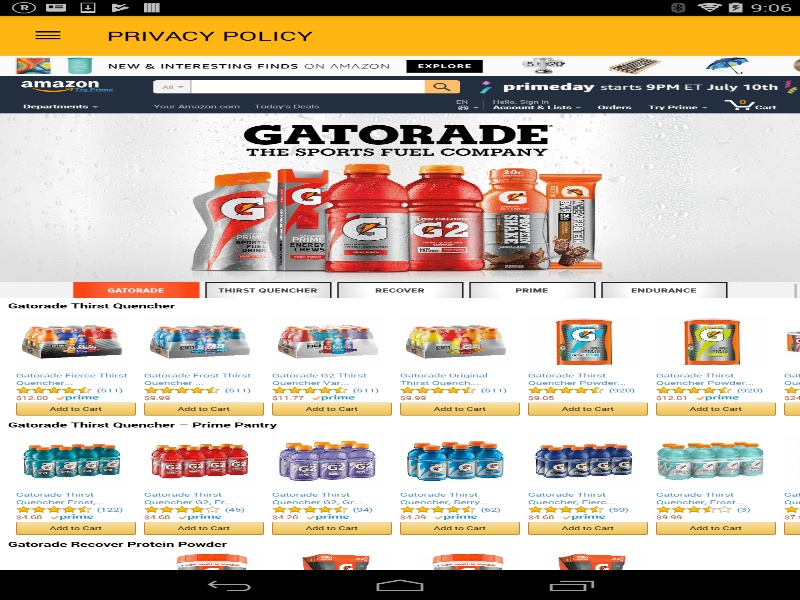 9:06
PRIVACY POLICY
NEW & INTERESTING FINDS ON AMAZON EXPLORE
amazon
Try Prime
All
primeday starts 9PM ET July 10th
Departments Your Amazon.com Today's Deals EN Hello. Sign in Account & Lists Orders Try Prime 0 Cart
GATORADE
THE SPORTS FUEL COMPANY
GATORADE THIRST QUENCHER RECOVER PRIME ENDURANCE
Gatorade Thirst Quencher
Gatorade Fierce Thirst Quencher...
(511)
$12.00 prime
Add to Cart
Gatorade Frost Thirst Quencher ...
(511)
$9.99
Add to Cart
Gatorade G2 Thirst Quencher Var...
(511)
$11.77 prime
Add to Cart
Gatorade Original Thirst Quench...
(511)
$9.99
Add to Cart
Gatorade Thirst Quencher Powder...
(920)
$9.05
Add to Cart
Gatorade Thirst Quencher Powder...
(920)
$12.01 prime
Add to Cart
Gatorade Thirst Quencher – Prime Pantry
Gatorade Thirst Quencher, Frost,...
(122)
$4.68 prime
Add to Cart
Gatorade Thirst Quencher G2, Fr...
(45)
$4.68 prime
Add to Cart
Gatorade Thirst Quencher G2, Gr...
(94)
$4.20 prime
Add to Cart
Gatorade Thirst Quencher, Berry...
(62)
$4.39 prime
Add to Cart
Gatorade Thirst Quencher, Fierc...
(59)
$4.68 prime
Add to Cart
Gatorade Thirst Quencher Frost...
(3)
$9.99
Add to Cart
Gatorade Recover Protein Powder